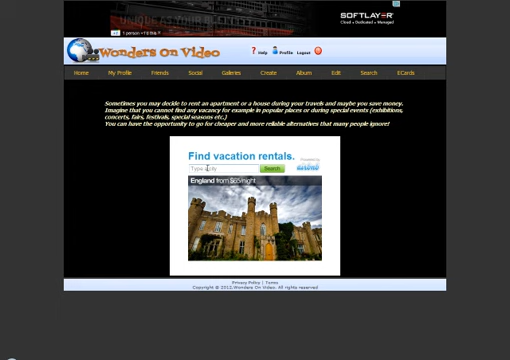 UNIQUE AS YOUR BUSINESS
SOFTLAYER
Cloud • Dedicated • Managed
Wonders On Video
Help Profile Logout
Home My Profile Friends Social Galleries Create Album Edit Search ECards
Sometimes you may decide to rent an apartment or a house during your travels and maybe you save money.
Imagine that you cannot find any vacancy for example in popular places or during special events (exhibitions,
concerts, fairs, festivals, special seasons etc.)
You can have the opportunity to go for cheaper and more reliable alternatives that many people ignore!
Find vacation rentals.
Powered by
airbnb
Type a city
Search
England from $65/night
Privacy Policy | Terms
Copyright © 2012.Wonders On Video. All rights reserved